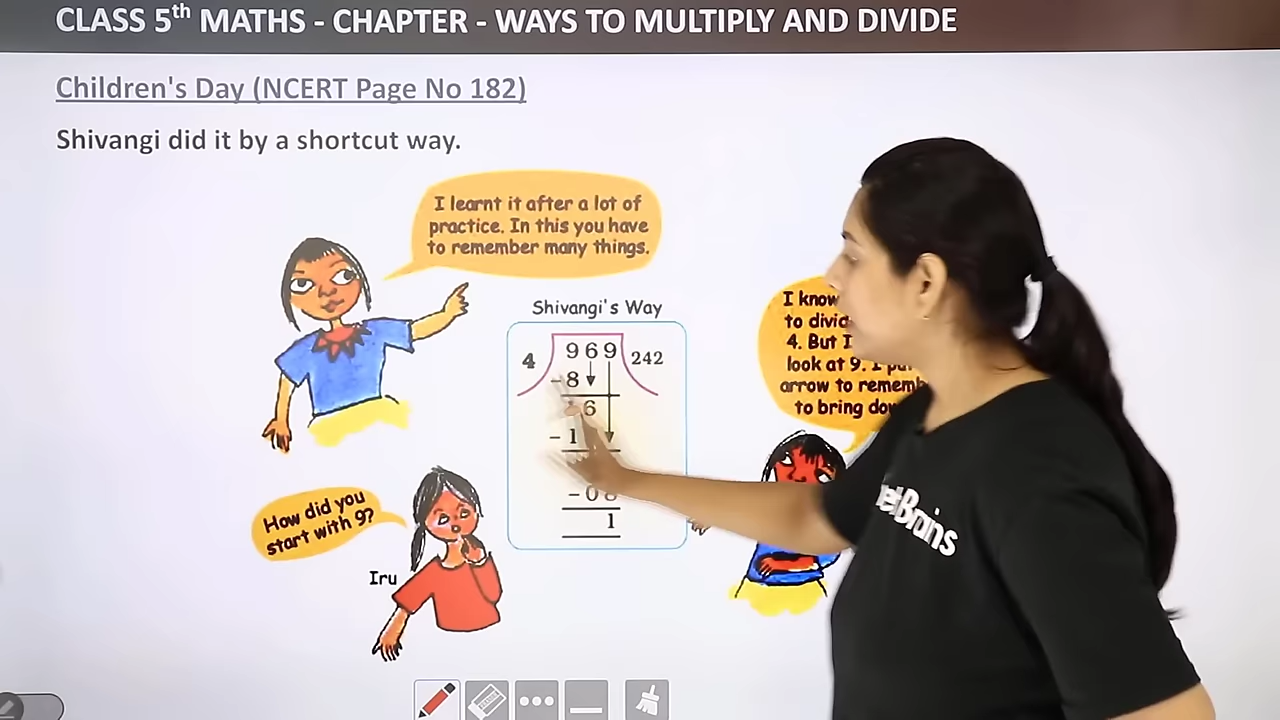 CLASS 5th MATHS - CHAPTER - WAYS TO MULTIPLY AND DIVIDE
Children's Day (NCERT Page No 182)
Shivangi did it by a shortcut way.
I learnt it after a lot of
practice. In this you have
to remember many things.
Shivangi's Way
4 969 242
-8
6
-1
-0
1
I know
to
4. But I
look at 9. I
arrow to
to bring
How did you
start with 9?
Iru
Brains